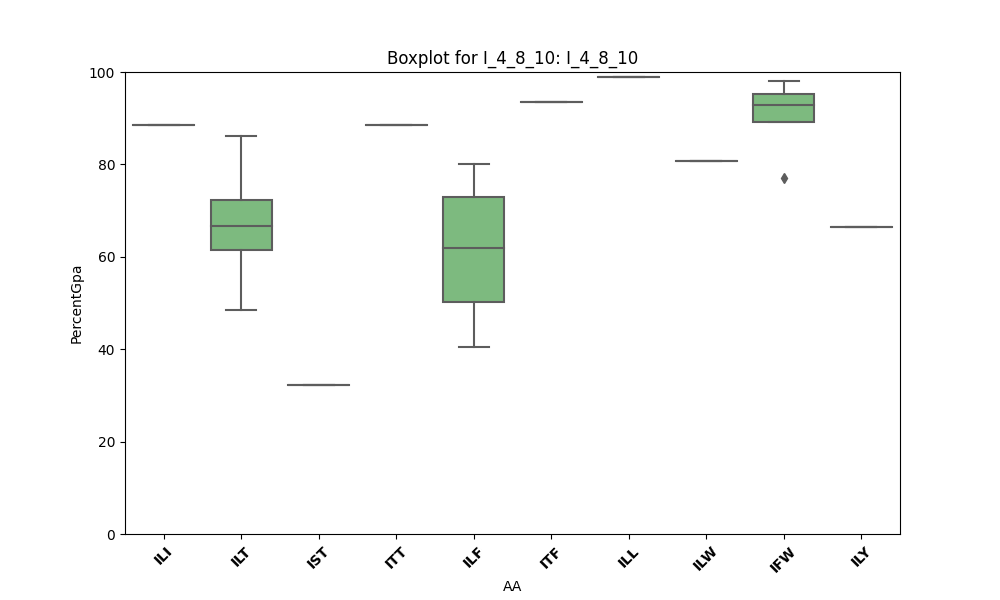 Boxplot for I_4_8_10: I_4_8_10
PercentGpa
100
80
60
40
20
0
ILI ILT IST ITT ILF ITF ILL ILW IFW ILY
AA